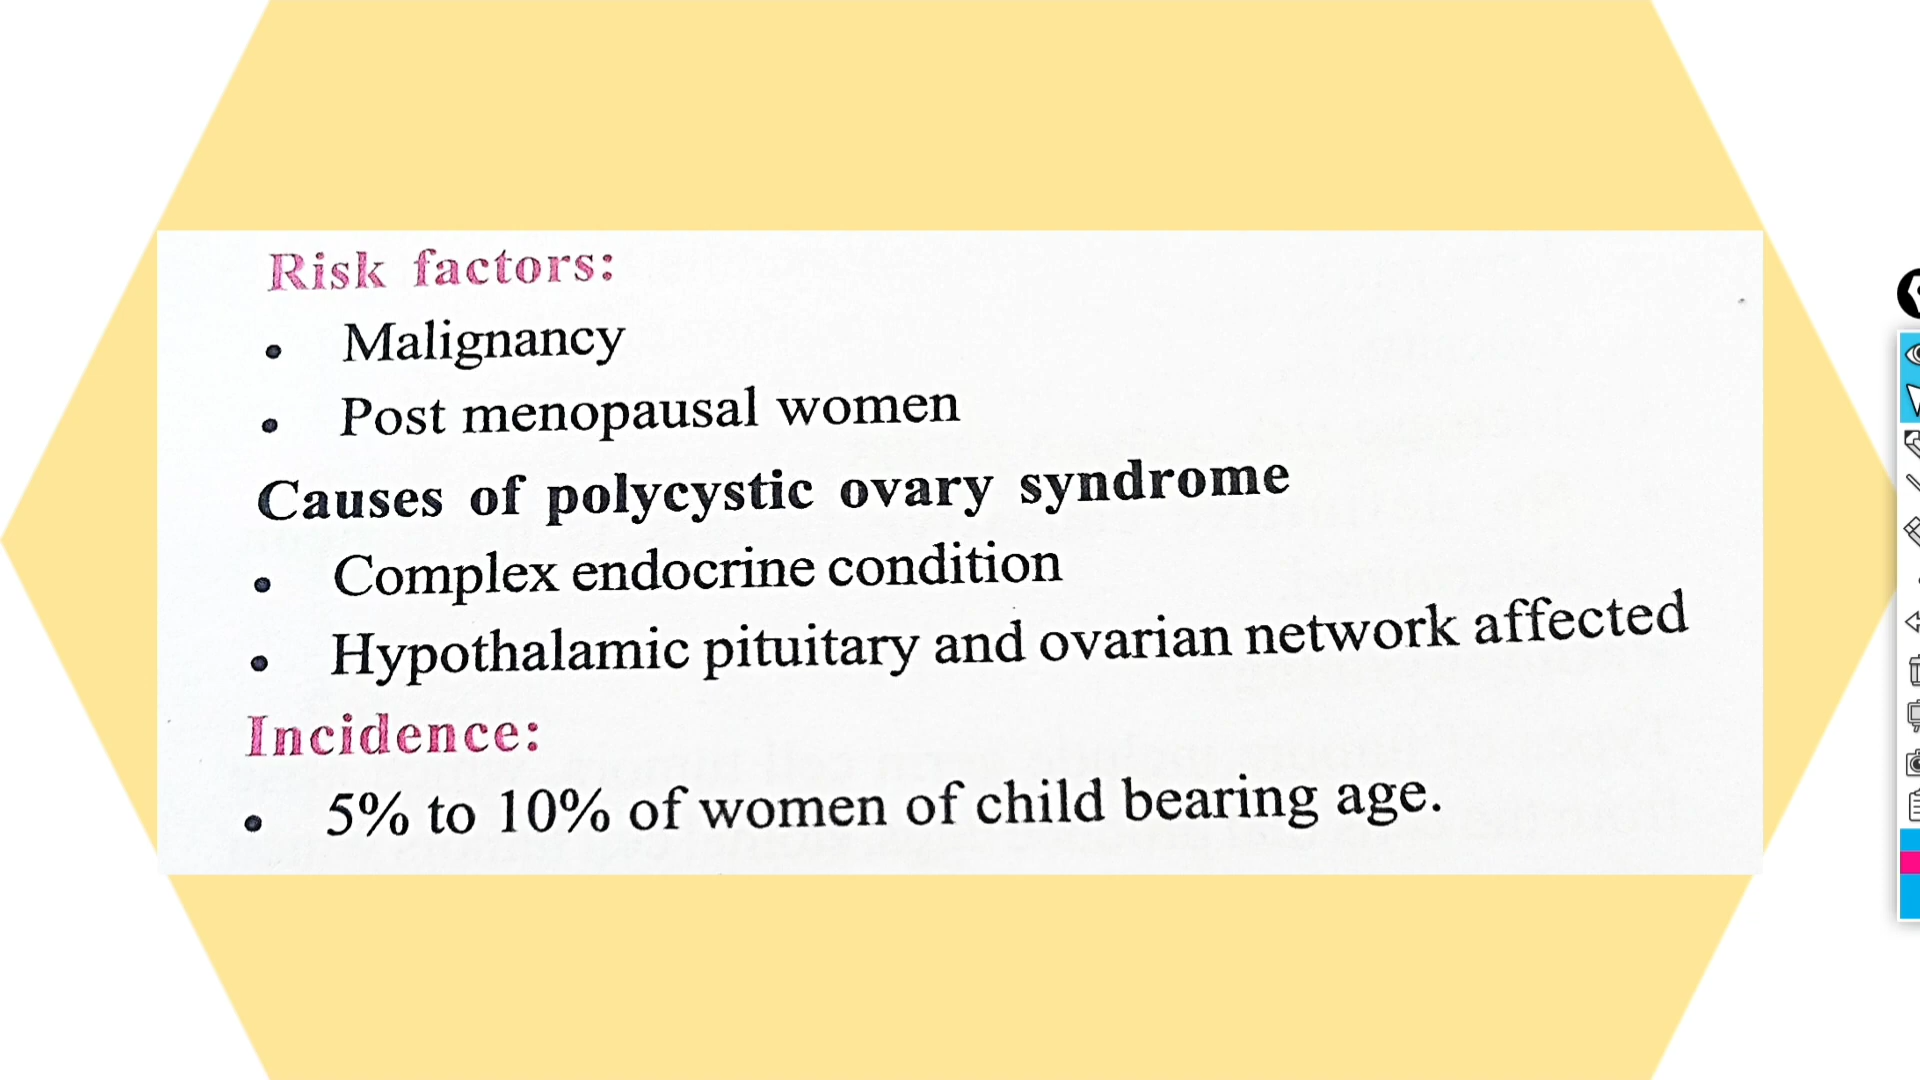 Risk factors:
• Malignancy
• Post menopausal women
Causes of polycystic ovary syndrome
• Complex endocrine condition
• Hypothalamic pituitary and ovarian network affected
Incidence:
• 5% to 10% of women of child bearing age.